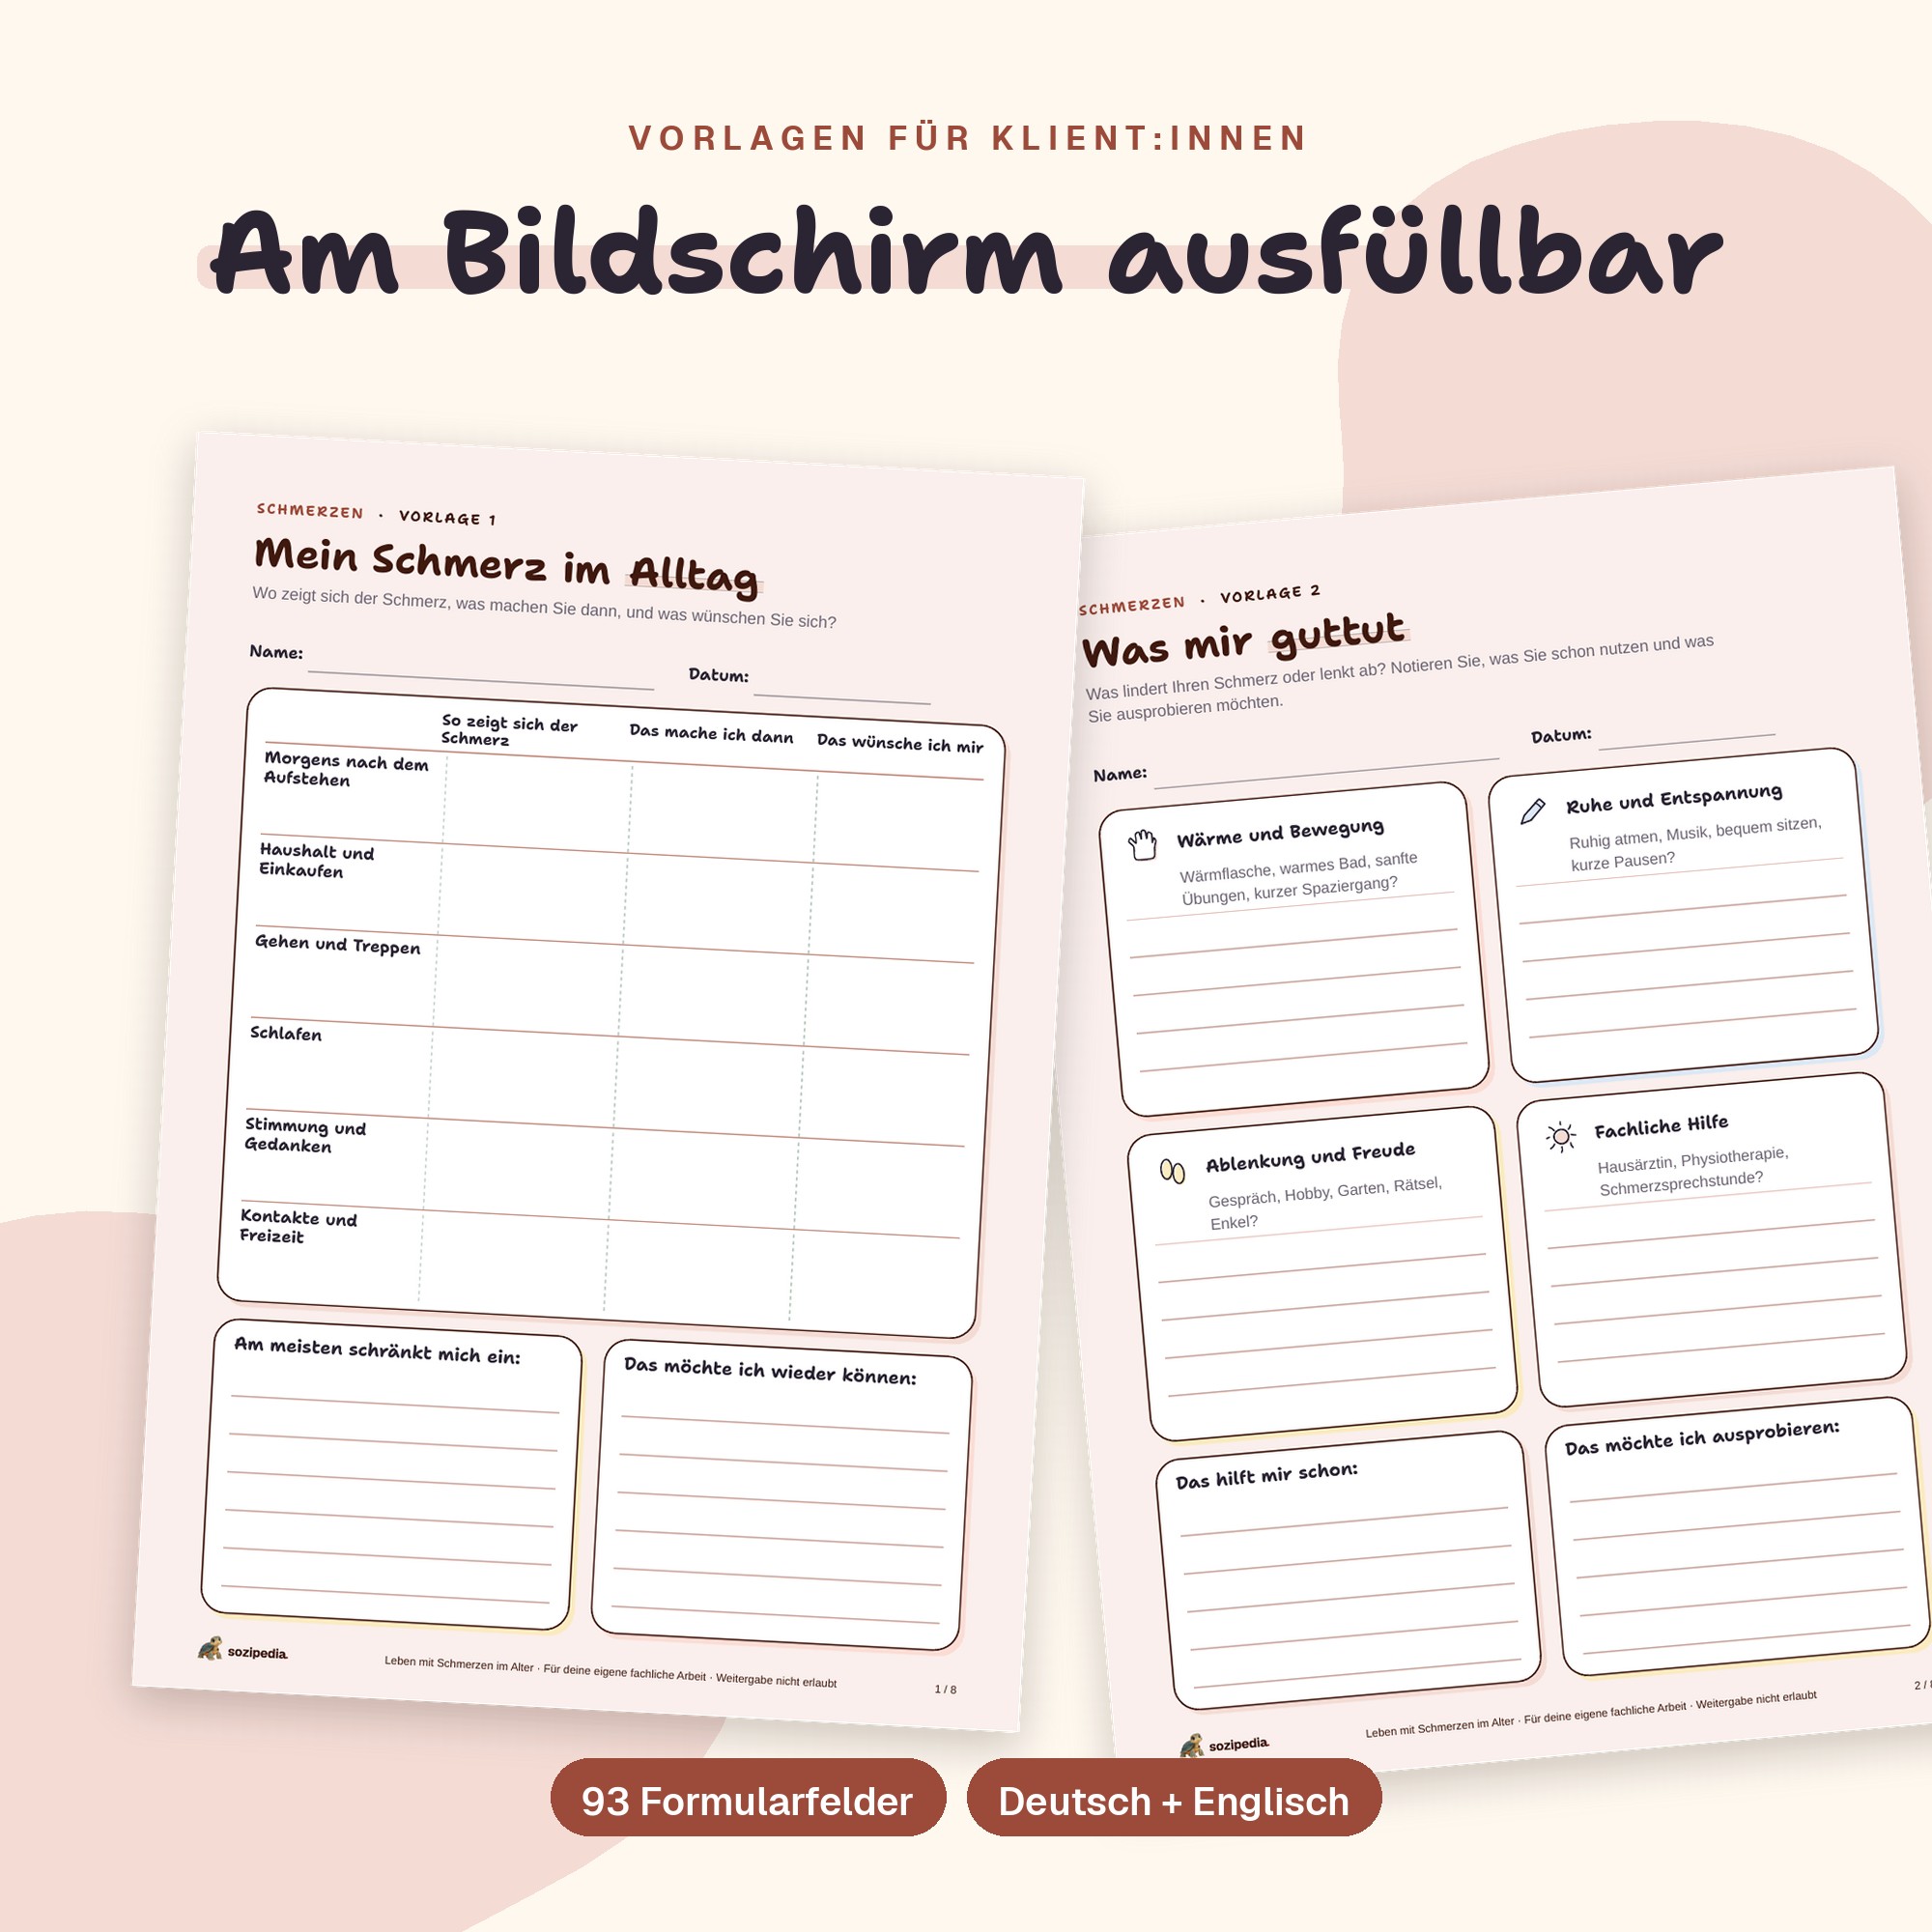 VORLAGEN FÜR KLIENT:INNEN
Am Bildschirm ausfüllbar
SCHMERZEN · VORLAGE 1
Mein Schmerz im Alltag
Wo zeigt sich der Schmerz, was machen Sie dann, und was wünschen Sie sich?
Name:
Datum:
So zeigt sich der
Schmerz
Das mache ich dann
Das wünsche ich mir
Morgens nach dem
Aufstehen
Haushalt und
Einkaufen
Gehen und Treppen
Schlafen
Stimmung und
Gedanken
Kontakte und
Freizeit
Am meisten schränkt mich ein:
Das möchte ich wieder können:
sozipedia.
Leben mit Schmerzen im Alter · Für deine eigene fachliche Arbeit · Weitergabe nicht erlaubt
1 / 8
SCHMERZEN · VORLAGE 2
Was mir guttut
Was lindert Ihren Schmerz oder lenkt ab? Notieren Sie, was Sie schon nutzen und was
Sie ausprobieren möchten.
Name:
Datum:
Wärme und Bewegung
Wärmflasche, warmes Bad, sanfte
Übungen, kurzer Spaziergang?
Ruhe und Entspannung
Ruhig atmen, Musik, bequem sitzen,
kurze Pausen?
Ablenkung und Freude
Gespräch, Hobby, Garten, Rätsel,
Enkel?
Fachliche Hilfe
Hausärztin, Physiotherapie,
Schmerzsprechstunde?
Das hilft mir schon:
Das möchte ich ausprobieren:
sozipedia.
Leben mit Schmerzen im Alter · Für deine eigene fachliche Arbeit · Weitergabe nicht erlaubt
2 / 8
93 Formularfelder
Deutsch + Englisch